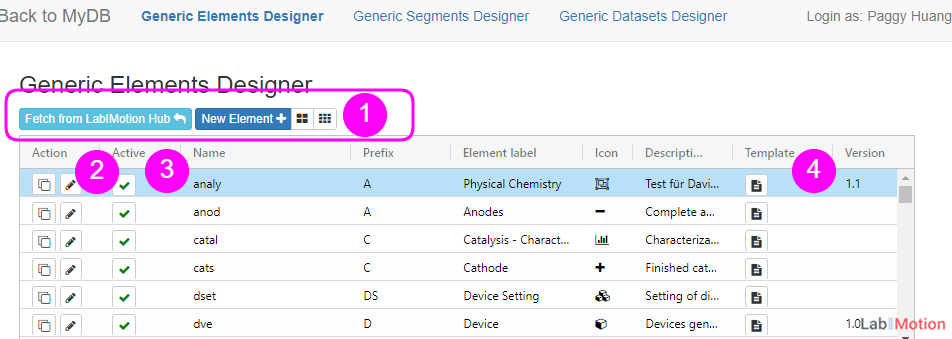 Back to MyDB Generic Elements Designer Generic Segments Designer Generic Datasets Designer Login as: Paggy Huang
Generic Elements Designer
Fetch from LabIMotion Hub New Element 1
Action 2 Active 3 Name Prefix Element label Icon Descripti... Template 4 Version
analy A Physical Chemistry Test für Davi... 1.1
anod A Anodes Complete a...
catal C Catalysis - Charact... Characteriza...
cats C Cathode Finished cat...
dset DS Device Setting Setting of di...
dve D Device Devices gen... 1.0
LabIMotion